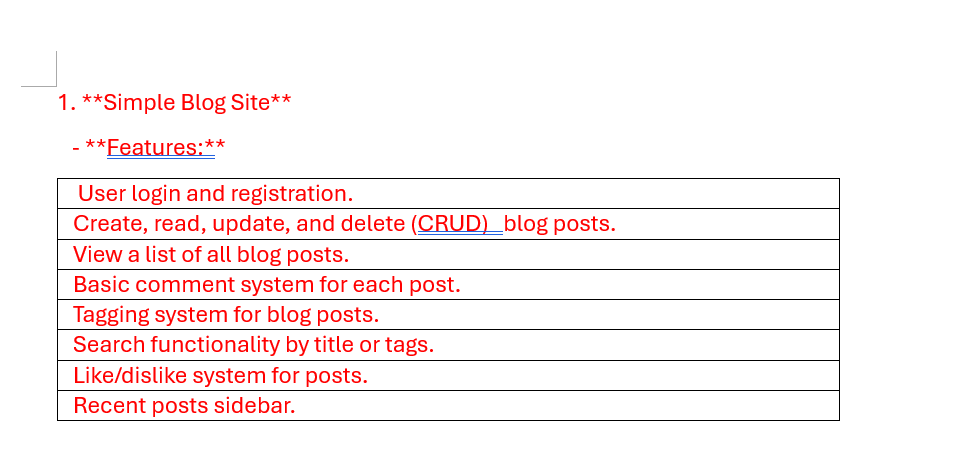 1. **Simple Blog Site**
- **Features:**
User login and registration.
Create, read, update, and delete (CRUD) blog posts.
View a list of all blog posts.
Basic comment system for each post.
Tagging system for blog posts.
Search functionality by title or tags.
Like/dislike system for posts.
Recent posts sidebar.